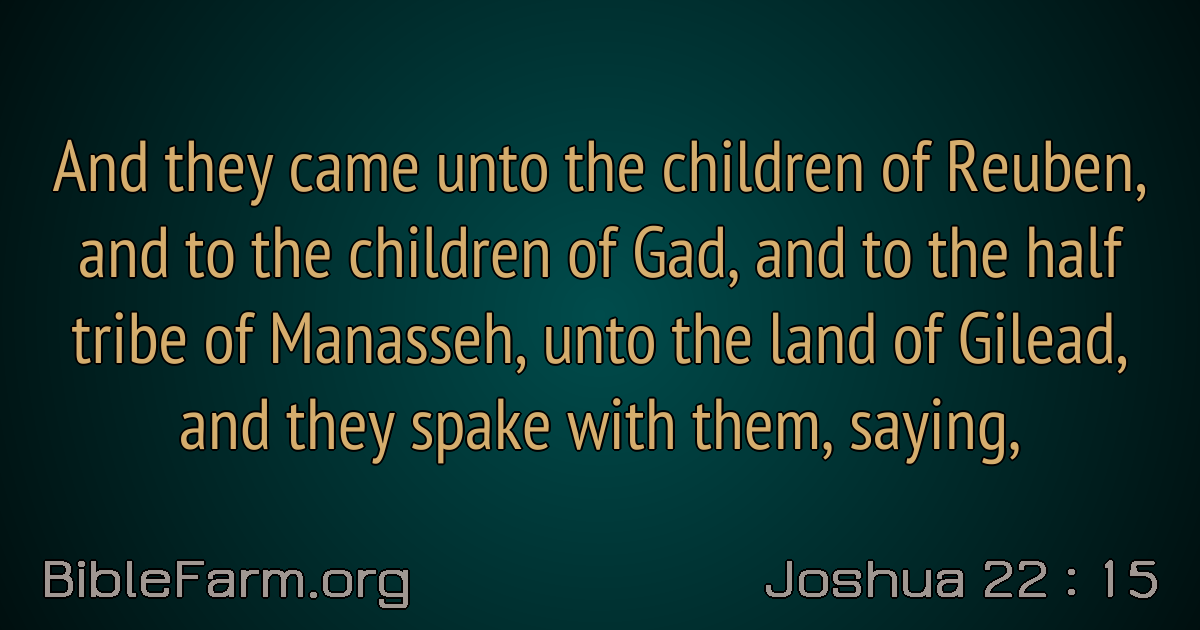 And they came unto the children of Reuben,
and to the children of Gad, and to the half
tribe of Manasseh, unto the land of Gilead,
and they spake with them, saying,
BibleFarm.org
Joshua 22 : 15